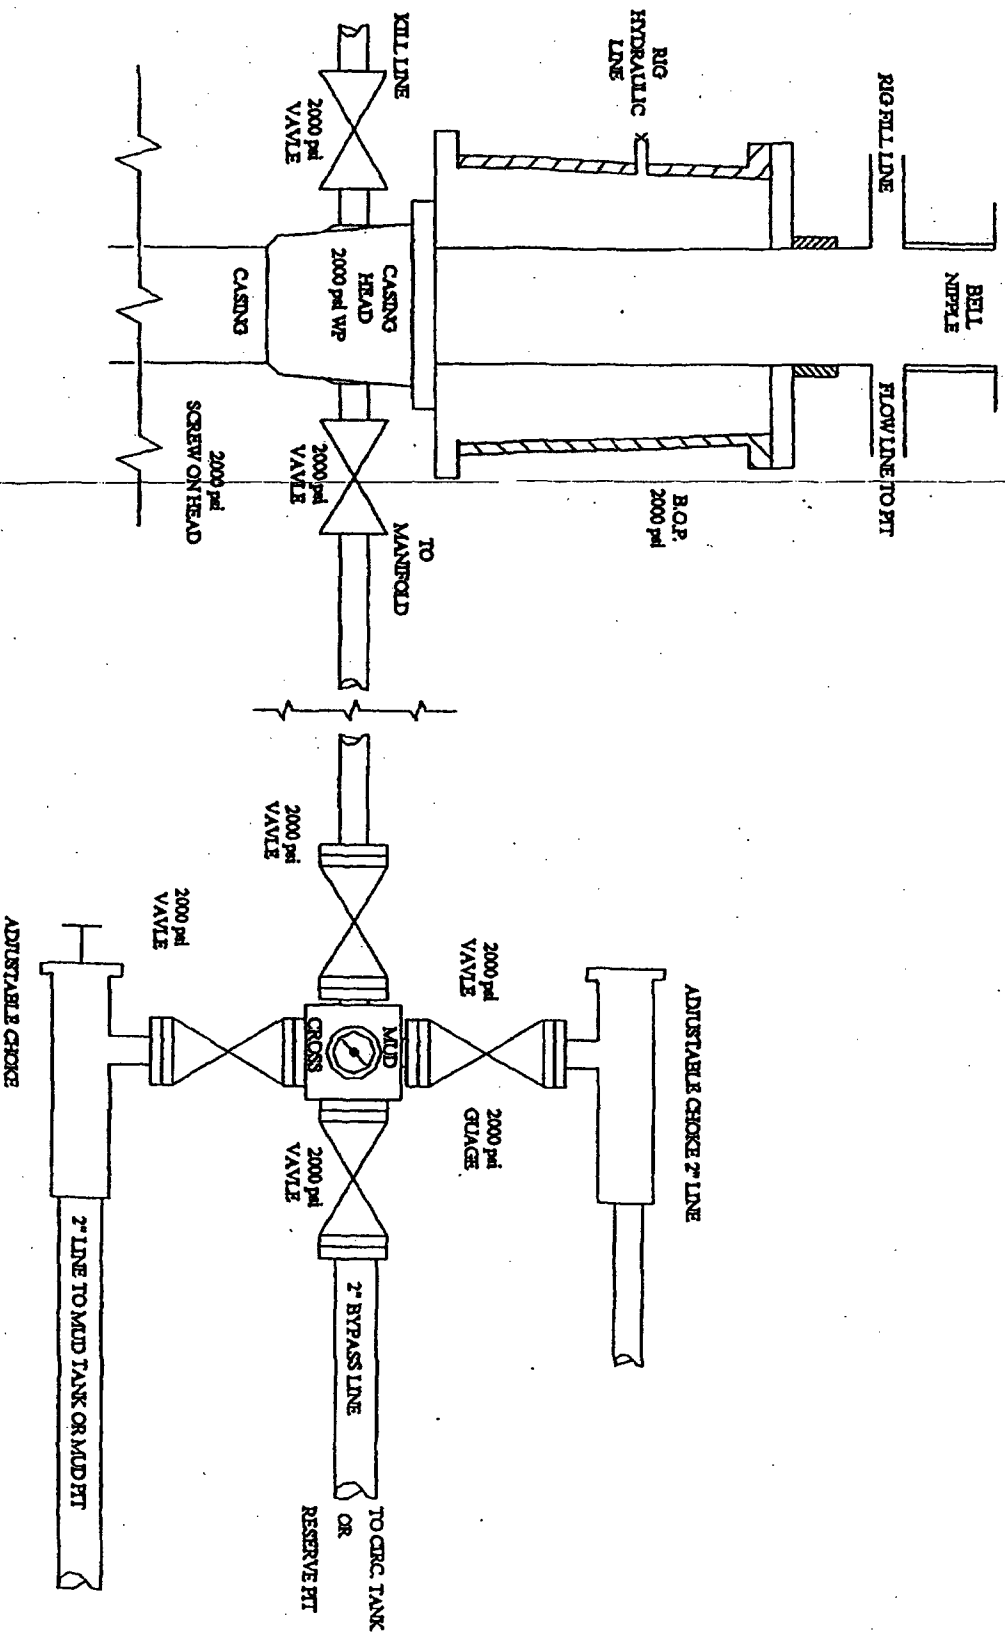 BELL
NIPPLE
RIG FILL LINE
FLOW LINE TO PIT
RIG
HYDRAULIC
LINE
B.O.P.
2000 psi
KILL LINE
2000 psi
VAVLE
CASING
HEAD
2000 psi WP
2000 psi
VAVLE
TO
MANIFOLD
CASING
2000 psi
SCREW ON HEAD
ADJUSTABLE CHOKE 2" LINE
2000 psi
VAVLE
2000 psi
GUAGE
2000 psi
VAVLE
MUD
CROSS
2000 psi
VAVLE
2" BYPASS LINE
TO CIRC. TANK
OR
RESERVE PIT
2000 psi
VAVLE
2" LINE TO MUD TANK OR MUD PIT
ADJUSTABLE CHOKE